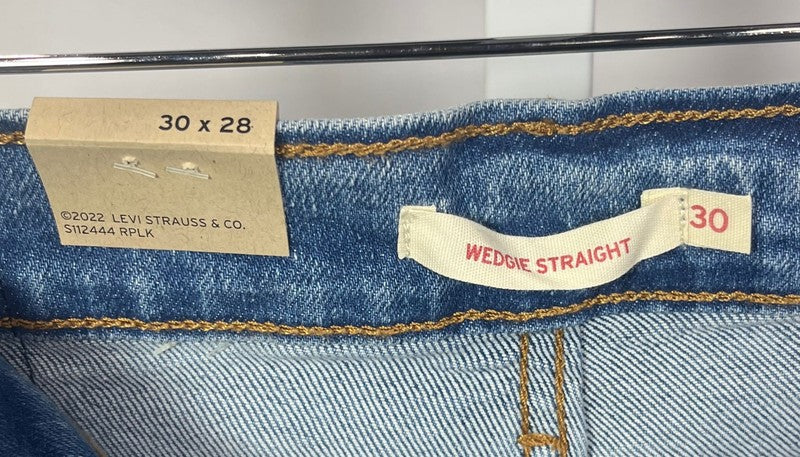 30 x 28
©2022 LEVI STRAUSS & CO.
S112444 RPLK
WEDGIE STRAIGHT
30